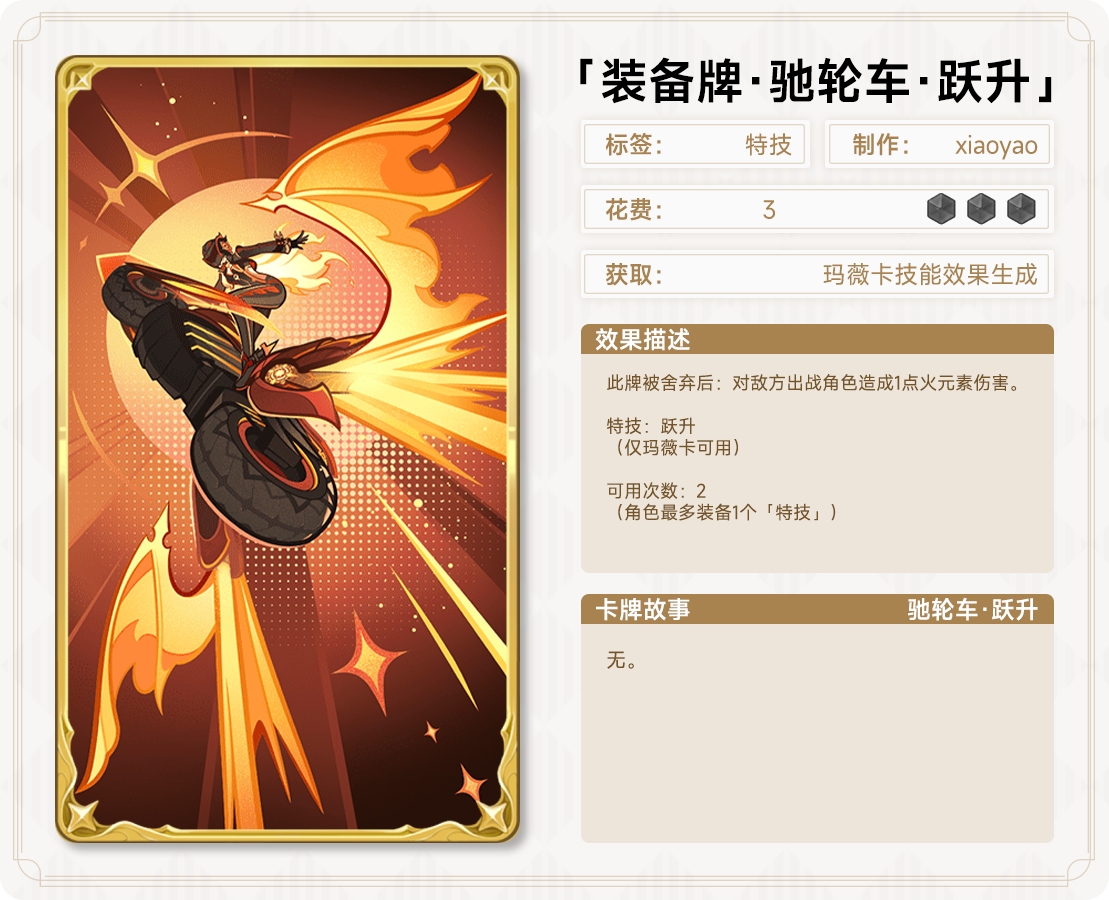 「装备牌·驰轮车·跃升」
标签： 特技
制作： xiaoyao
花费： 3
获取： 玛薇卡技能效果生成
效果描述
此牌被舍弃后：对敌方出战角色造成1点火元素伤害。
特技：跃升
（仅玛薇卡可用）
可用次数：2
（角色最多装备1个「特技」）
卡牌故事 驰轮车·跃升
无。